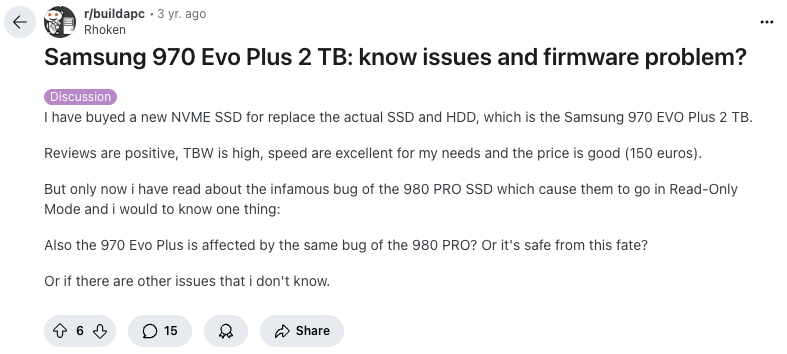 r/buildapc • 3 yr. ago
Rhoken
Samsung 970 Evo Plus 2 TB: know issues and firmware problem?
Discussion
I have buyed a new NVME SSD for replace the actual SSD and HDD, which is the Samsung 970 EVO Plus 2 TB.
Reviews are positive, TBW is high, speed are excellent for my needs and the price is good (150 euros).
But only now i have read about the infamous bug of the 980 PRO SSD which cause them to go in Read-Only
Mode and i would to know one thing:
Also the 970 Evo Plus is affected by the same bug of the 980 PRO? Or it's safe from this fate?
Or if there are other issues that i don't know.
6 15 Share